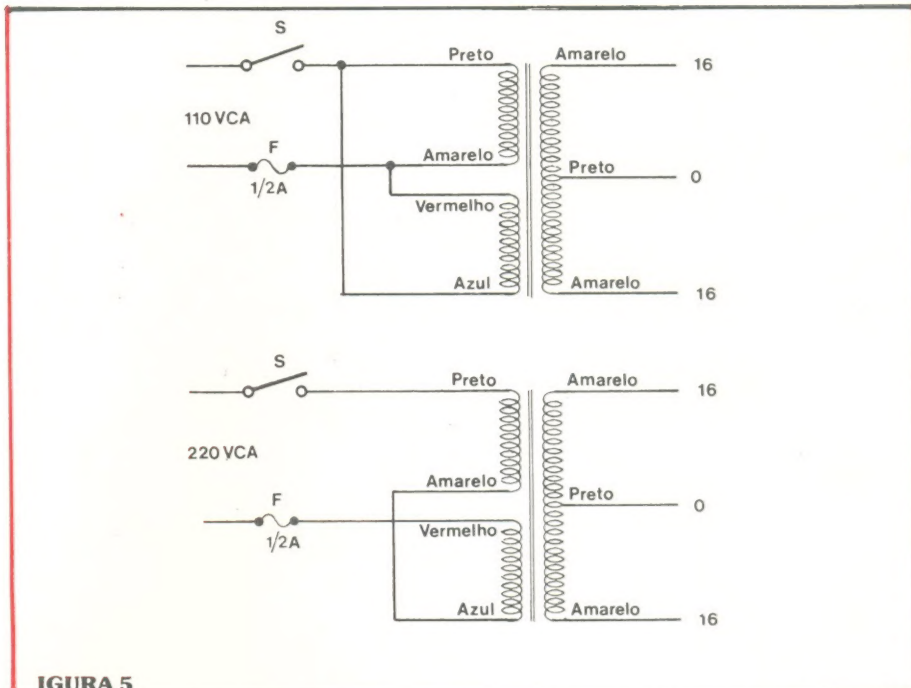 S
Preto
Amarelo
16
110 VCA
F
Amarelo
Preto
0
1/2A
Vermelho
Azul
Amarelo
16
S
Preto
Amarelo
16
220 VCA
Amarelo
F
Preto
0
1/2A
Vermelho
Azul
Amarelo
16
IGURA 5